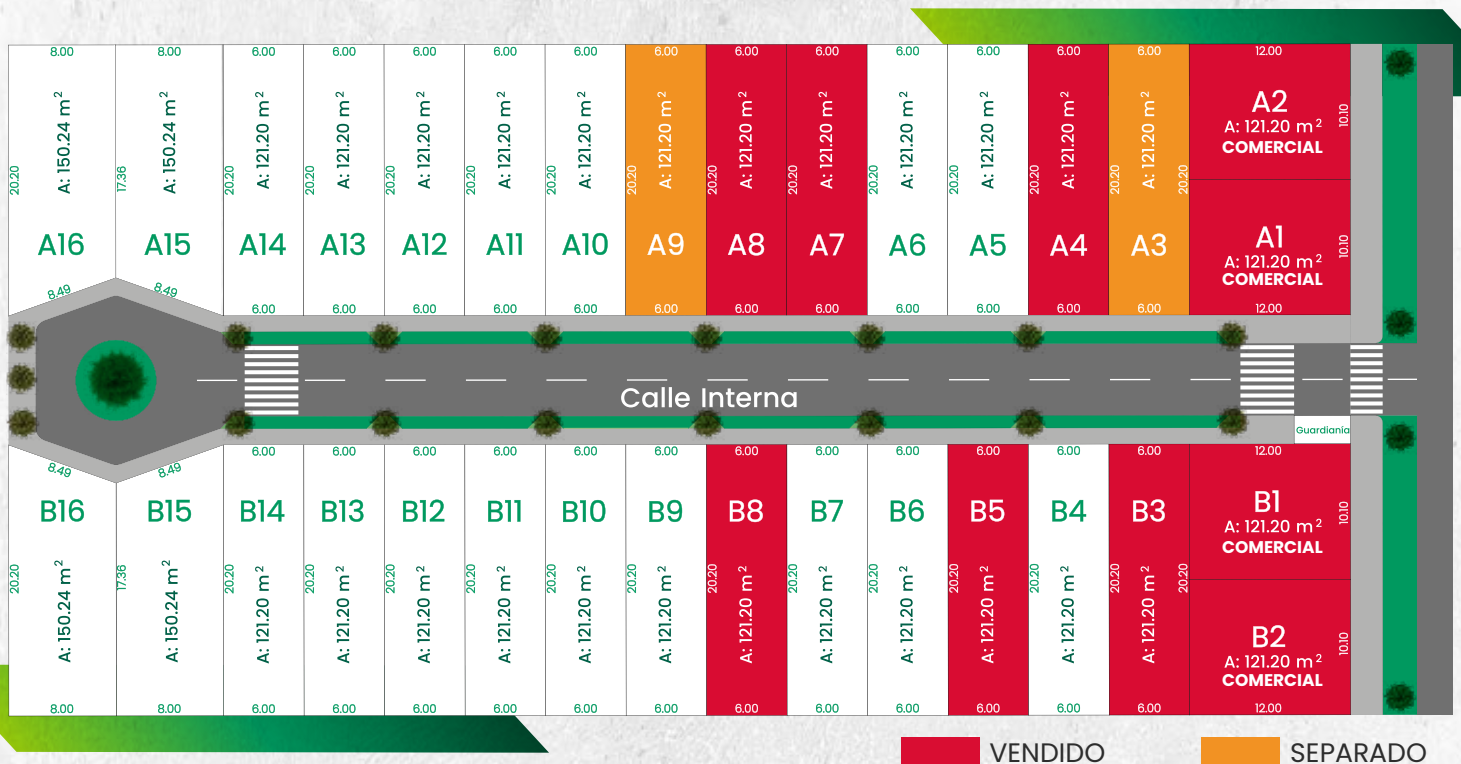 8.00 8.00 6.00 6.00 6.00 6.00 6.00 6.00 6.00 6.00 6.00 6.00 6.00 6.00 12.00
A: 150.24 m² A: 150.24 m² A: 121.20 m² A: 121.20 m² A: 121.20 m² A: 121.20 m² A: 121.20 m² A: 121.20 m² A: 121.20 m² A: 121.20 m² A: 121.20 m² A: 121.20 m² A: 121.20 m² A: 121.20 m²
20.20 17.36 20.20 20.20 20.20 20.20 20.20 20.20 20.20 20.20 20.20 20.20 20.20 20.20 20.20
A2
A: 121.20 m²
COMERCIAL
10.10
A16 A15 A14 A13 A12 A11 A10 A9 A8 A7 A6 A5 A4 A3 A1
A: 121.20 m²
COMERCIAL
10.10
8.49 8.49 6.00 6.00 6.00 6.00 6.00 6.00 6.00 6.00 6.00 6.00 6.00 6.00 12.00
Calle Interna
Guardianía
8.49 8.49 6.00 6.00 6.00 6.00 6.00 6.00 6.00 6.00 6.00 6.00 6.00 6.00 12.00
B16 B15 B14 B13 B12 B11 B10 B9 B8 B7 B6 B5 B4 B3 B1
A: 121.20 m²
COMERCIAL
10.10
20.20 17.36 20.20 20.20 20.20 20.20 20.20 20.20 20.20 20.20 20.20 20.20 20.20 20.20 20.20
A: 150.24 m² A: 150.24 m² A: 121.20 m² A: 121.20 m² A: 121.20 m² A: 121.20 m² A: 121.20 m² A: 121.20 m² A: 121.20 m² A: 121.20 m² A: 121.20 m² A: 121.20 m² A: 121.20 m² A: 121.20 m²
B2
A: 121.20 m²
COMERCIAL
10.10
8.00 8.00 6.00 6.00 6.00 6.00 6.00 6.00 6.00 6.00 6.00 6.00 6.00 6.00 12.00
VENDIDO SEPARADO